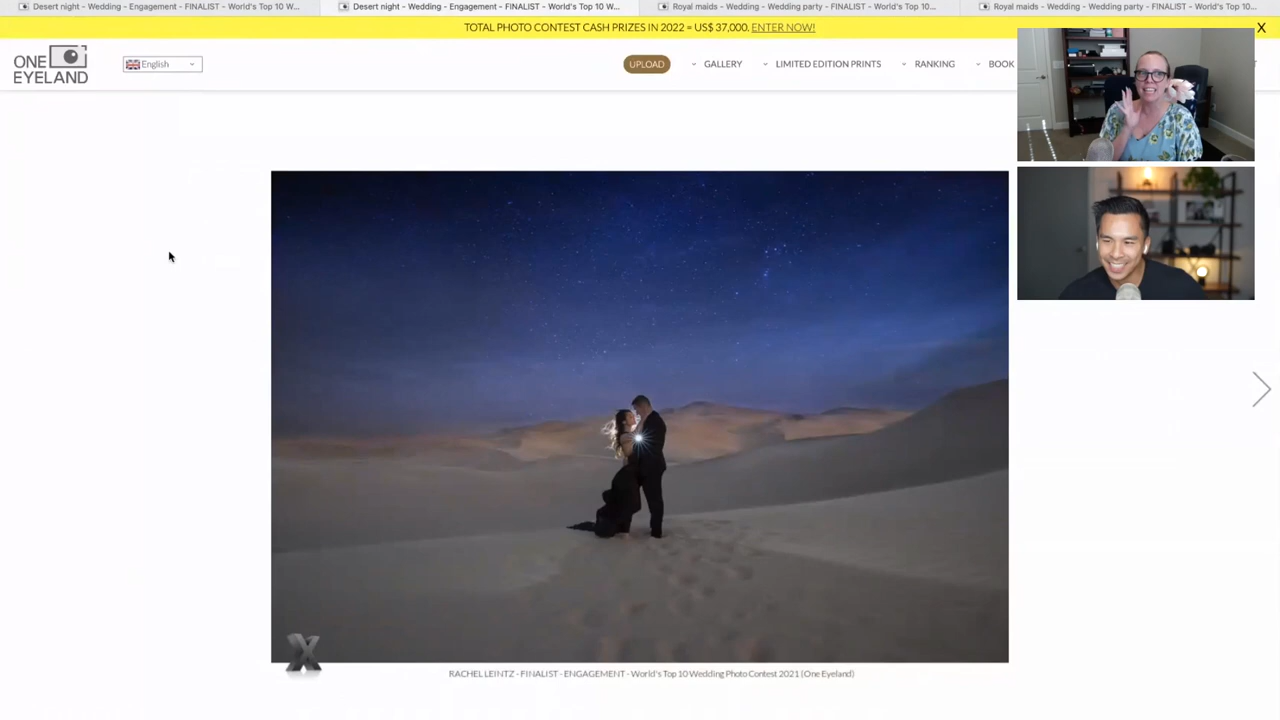 Desert night - Wedding - Engagement - FINALIST - World's Top 10 W...
Desert night - Wedding - Engagement - FINALIST - World's Top 10 W...
Royal maids - Wedding - Wedding party - FINALIST - World's Top 10...
Royal maids - Wedding - Wedding party - FINALIST - World's Top 10...
TOTAL PHOTO CONTEST CASH PRIZES IN 2022 = US$ 37,000. ENTER NOW!
X
ONE
EYELAND
English
UPLOAD
GALLERY
LIMITED EDITION PRINTS
RANKING
BOOK
X
RACHEL LEINTZ - FINALIST - ENGAGEMENT - World's Top 10 Wedding Photo Contest 2021 (One Eyeland)